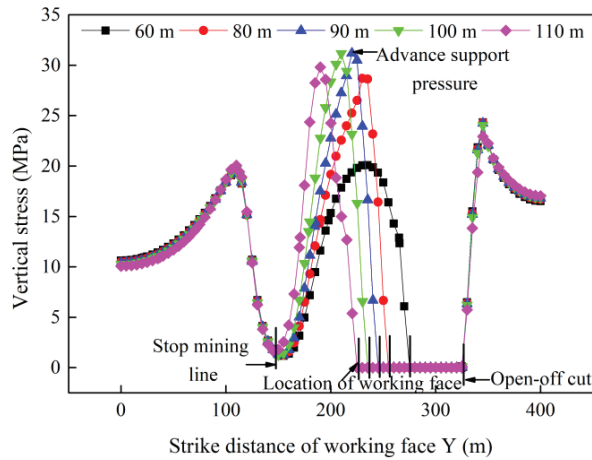 60 m 80 m 90 m 100 m 110 m
35
30
25
20
15
10
5
0
Vertical stress (MPa)
Advance support
pressure
Stop mining
line
Location of working face
Open-off cut
0 100 200 300 400
Strike distance of working face Y (m)